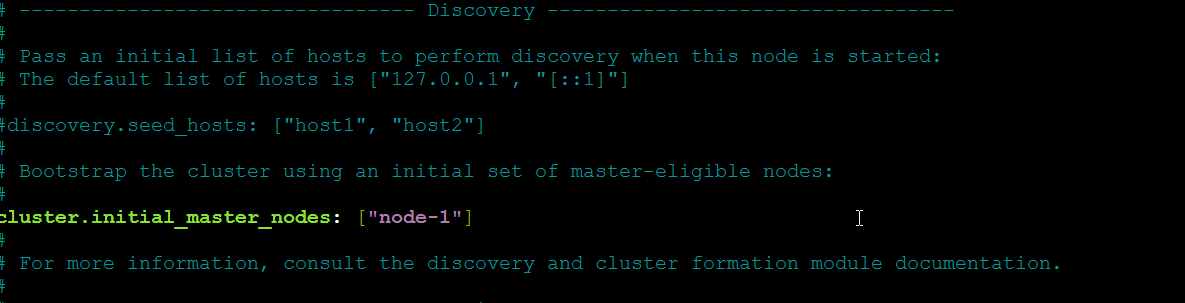 # --------------------------------- Discovery ----------------------------------
#
# Pass an initial list of hosts to perform discovery when this node is started:
# The default list of hosts is ["127.0.0.1", "[::1]"]
#
#discovery.seed_hosts: ["host1", "host2"]
#
# Bootstrap the cluster using an initial set of master-eligible nodes:
#
cluster.initial_master_nodes: ["node-1"]
#
# For more information, consult the discovery and cluster formation module documentation.
#